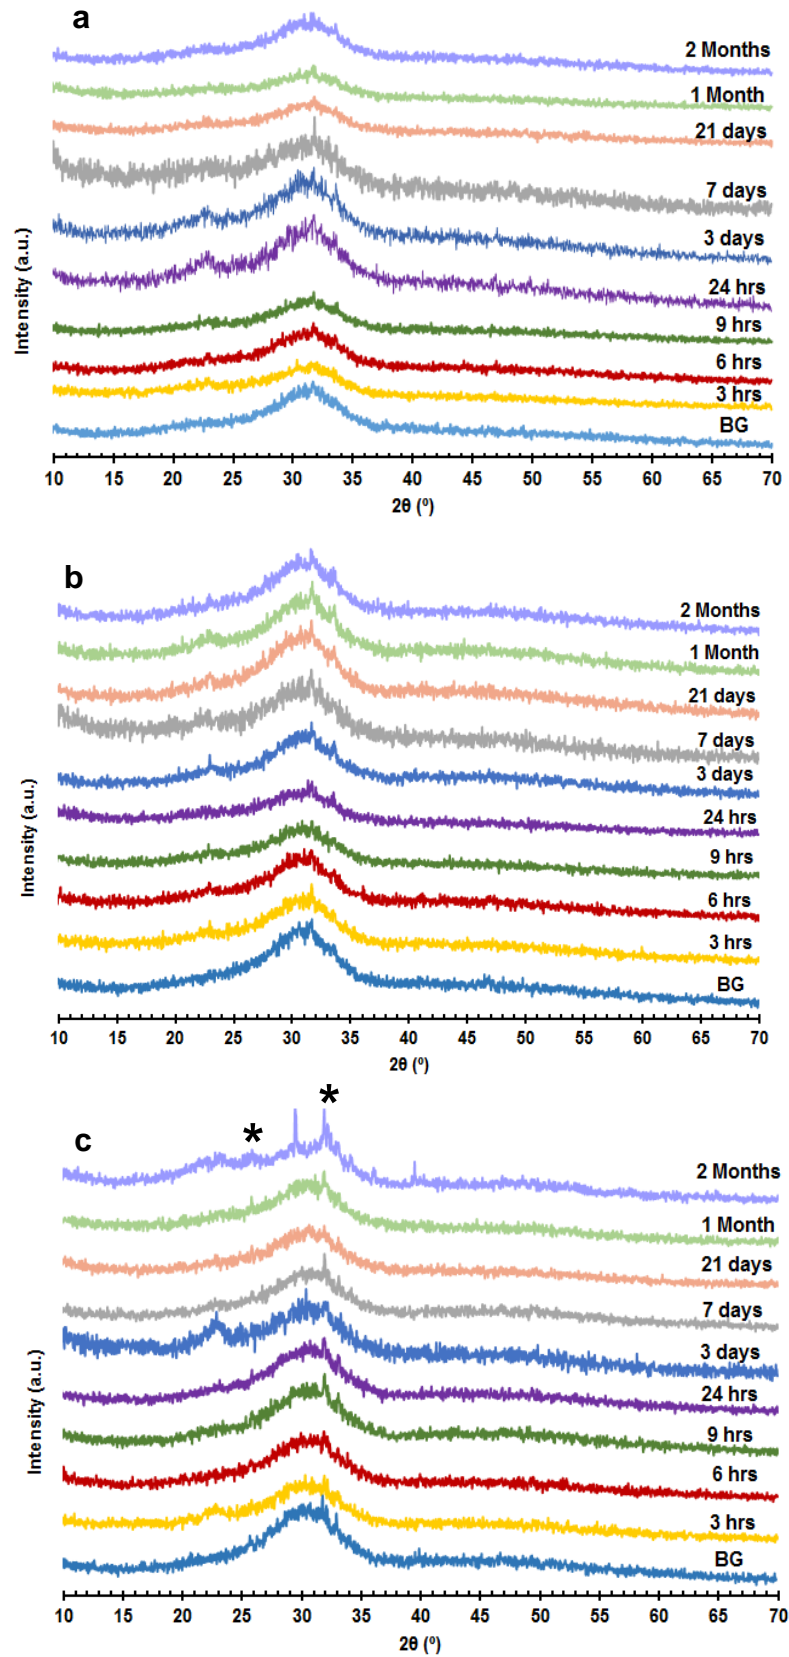 a
2 Months
1 Month
21 days
7 days
3 days
24 hrs
9 hrs
6 hrs
3 hrs
BG
Intensity (a.u.)
10 15 20 25 30 35 40 45 50 55 60 65 70
2θ (⁰)
b
2 Months
1 Month
21 days
7 days
3 days
24 hrs
9 hrs
6 hrs
3 hrs
BG
Intensity (a.u.)
10 15 20 25 30 35 40 45 50 55 60 65 70
2θ (⁰)
*
*
c
2 Months
1 Month
21 days
7 days
3 days
24 hrs
9 hrs
6 hrs
3 hrs
BG
Intensity (a.u.)
10 15 20 25 30 35 40 45 50 55 60 65 70
2θ (⁰)